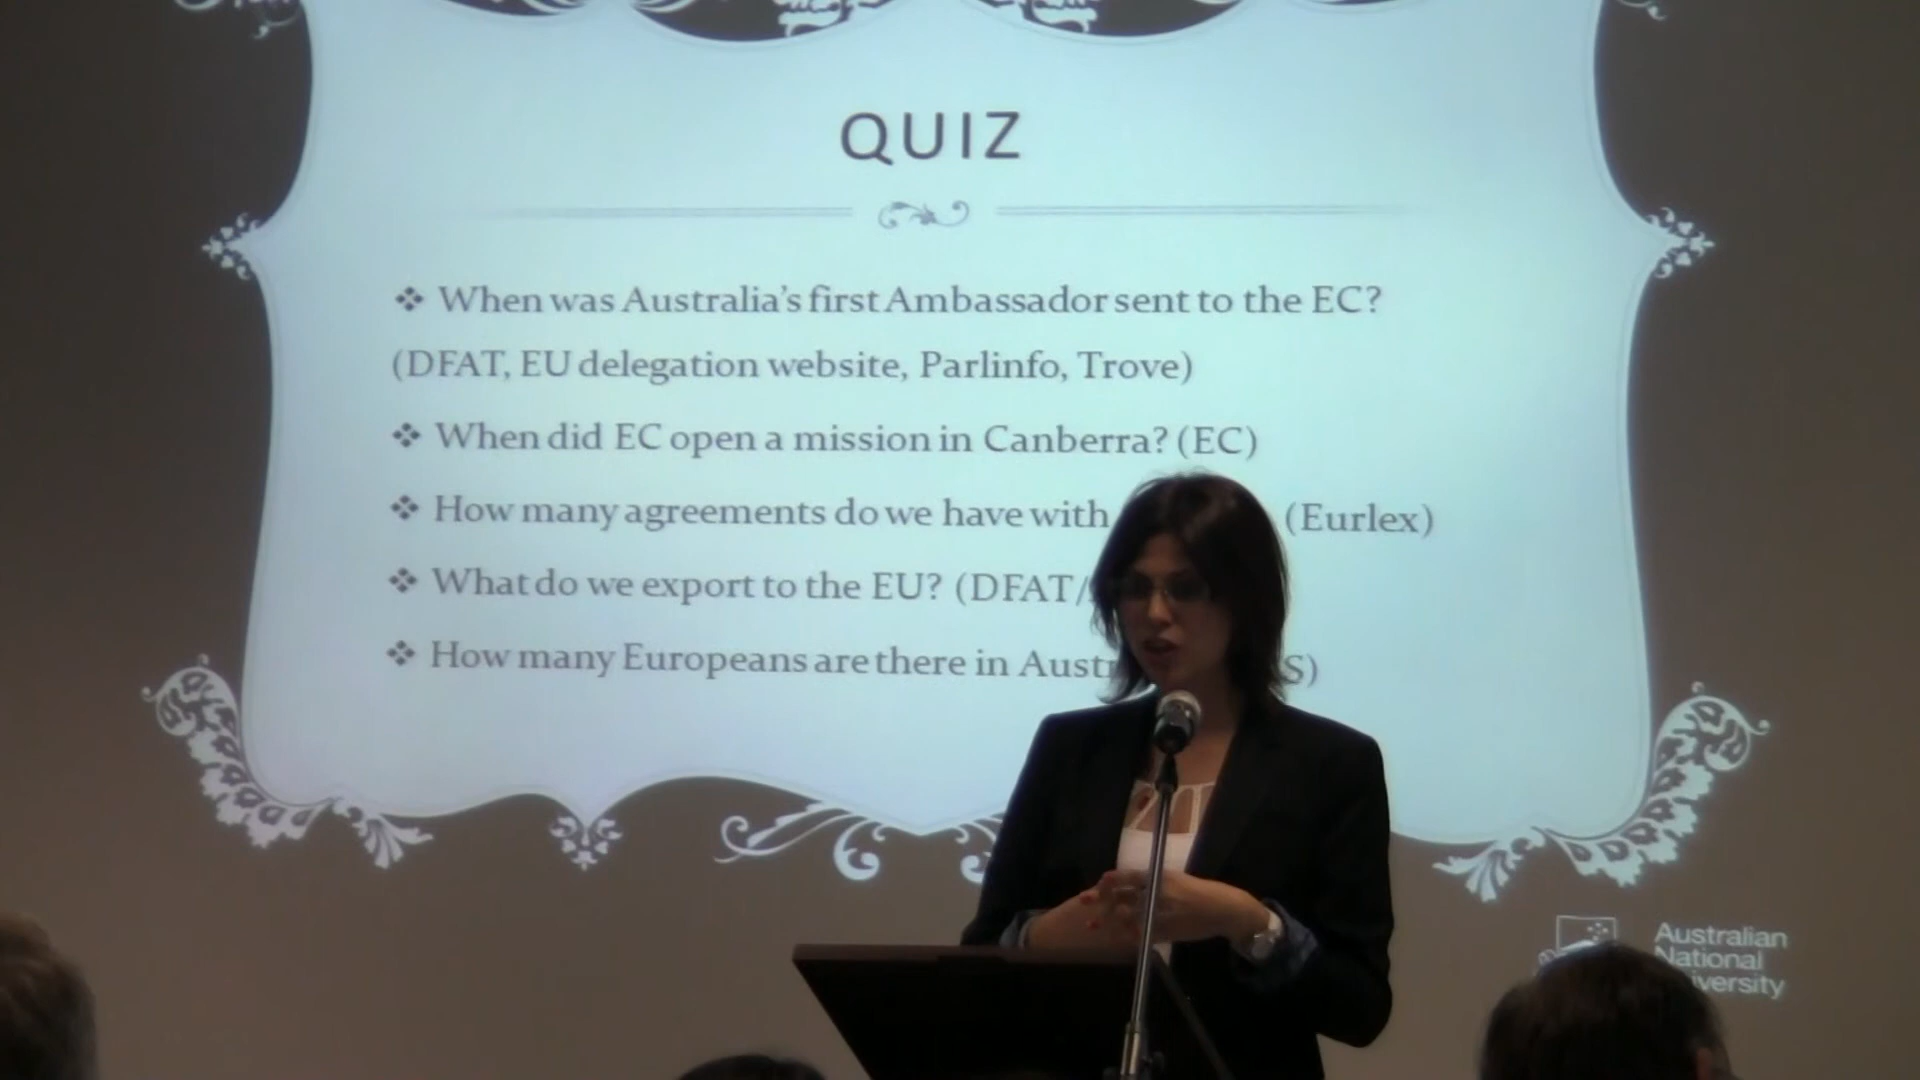 QUIZ
When was Australia's first Ambassador sent to the EC?
(DFAT, EU delegation website, Parlinfo, Trove)
When did EC open a mission in Canberra? (EC)
How many agreements do we have with (Eurlex)
What do we export to the EU? (DFAT/
How many Europeans are there in
Australian
National